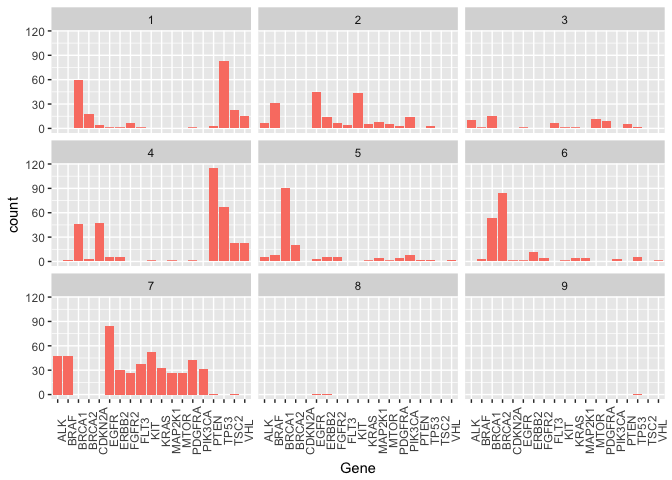 1 2 3
120
90
60
30
0
4 5 6
120
90
60
30
0
7 8 9
120
90
60
30
0
count
ALK BRAF BRCA1 BRCA2 CDKN2A EGFR ERBB2 FGFR2 FLT3 KIT KRAS MAP2K1 MTOR PDGFRA PIK3CA PTEN TP53 TSC2 VHL
ALK BRAF BRCA1 BRCA2 CDKN2A EGFR ERBB2 FGFR2 FLT3 KIT KRAS MAP2K1 MTOR PDGFRA PIK3CA PTEN TP53 TSC2 VHL
ALK BRAF BRCA1 BRCA2 CDKN2A EGFR ERBB2 FGFR2 FLT3 KIT KRAS MAP2K1 MTOR PDGFRA PIK3CA PTEN TP53 TSC2 VHL
Gene